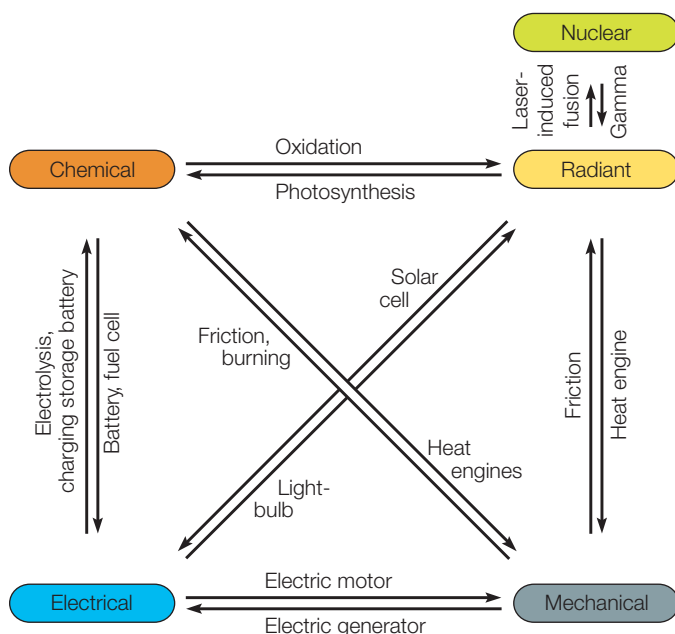 Nuclear
Laser-
induced
fusion
Gamma
Oxidation
Chemical
Radiant
Photosynthesis
Solar
cell
Friction,
burning
Electrolysis,
charging storage battery
Battery, fuel cell
Friction
Heat engine
Heat
engines
Light-
bulb
Electric motor
Electrical
Mechanical
Electric generator